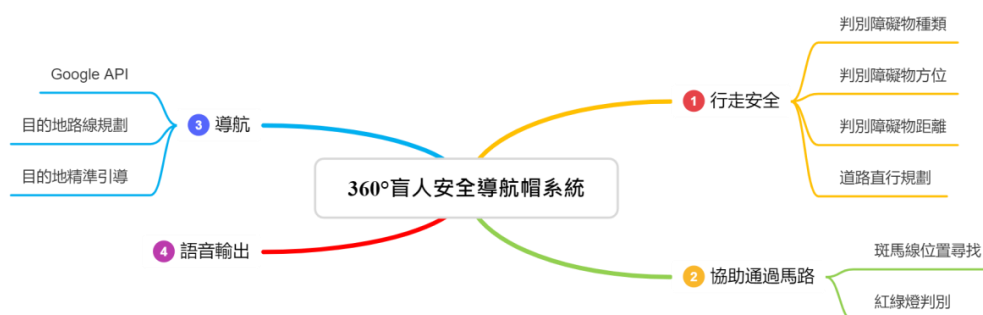 360°盲人安全導航帽系統
1 行走安全
判別障礙物種類
判別障礙物方位
判別障礙物距離
道路直行規劃
2 協助通過馬路
斑馬線位置尋找
紅綠燈判別
3 導航
Google API
目的地路線規劃
目的地精準引導
4 語音輸出